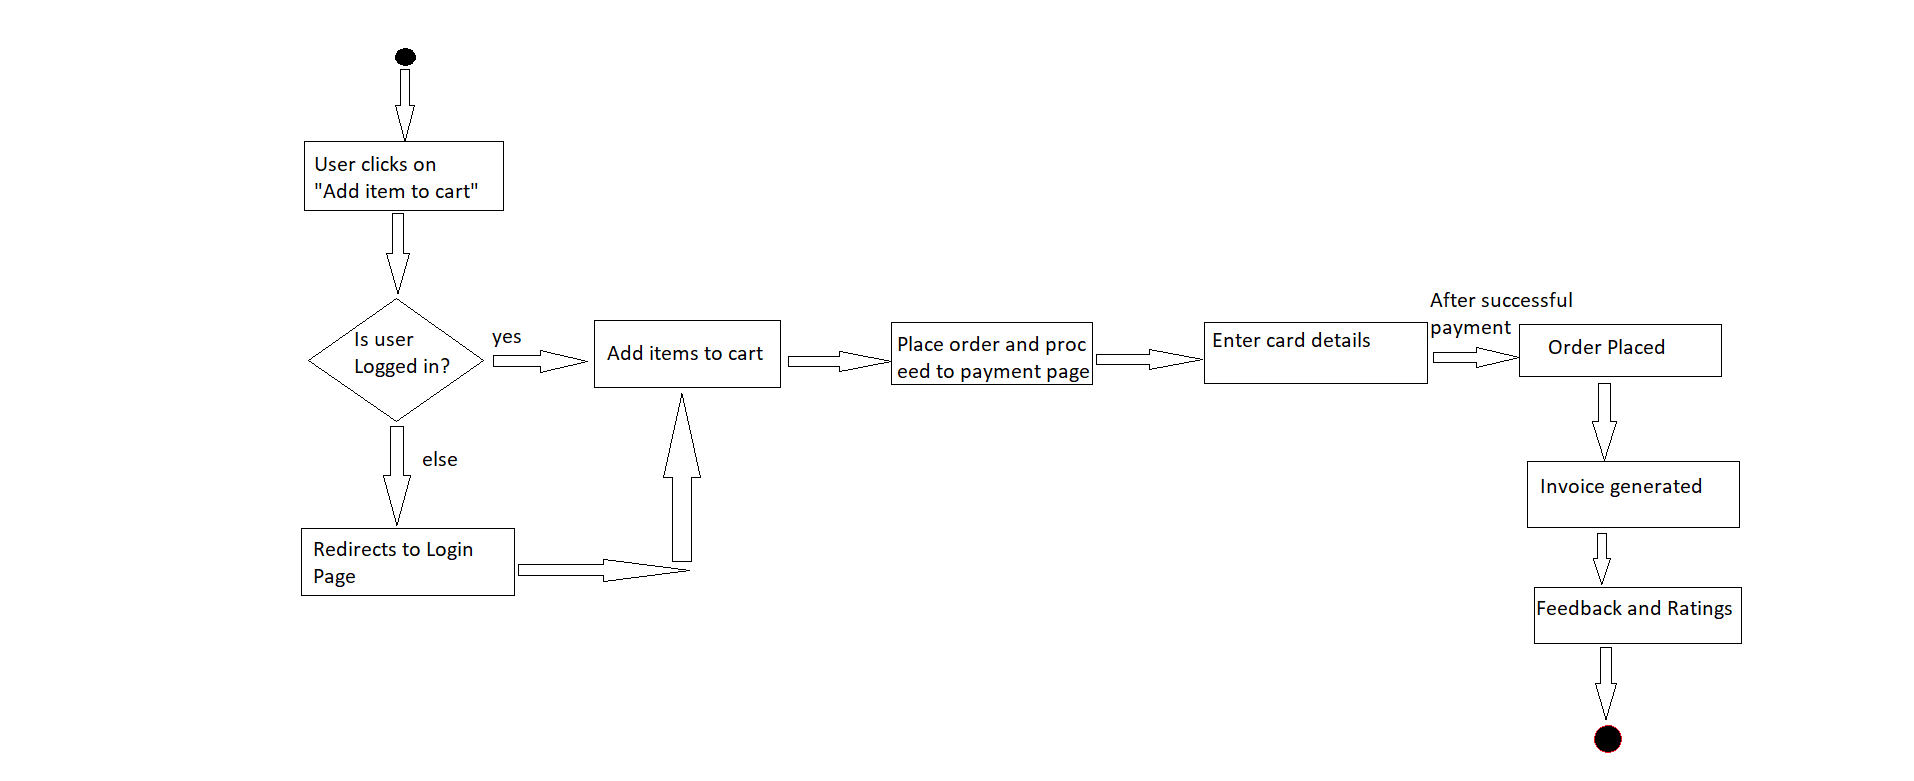 User clicks on
"Add item to cart"
Is user
Logged in?
yes
else
Redirects to Login
Page
Add items to cart
Place order and proc
eed to payment page
Enter card details
After successful
payment
Order Placed
Invoice generated
Feedback and Ratings